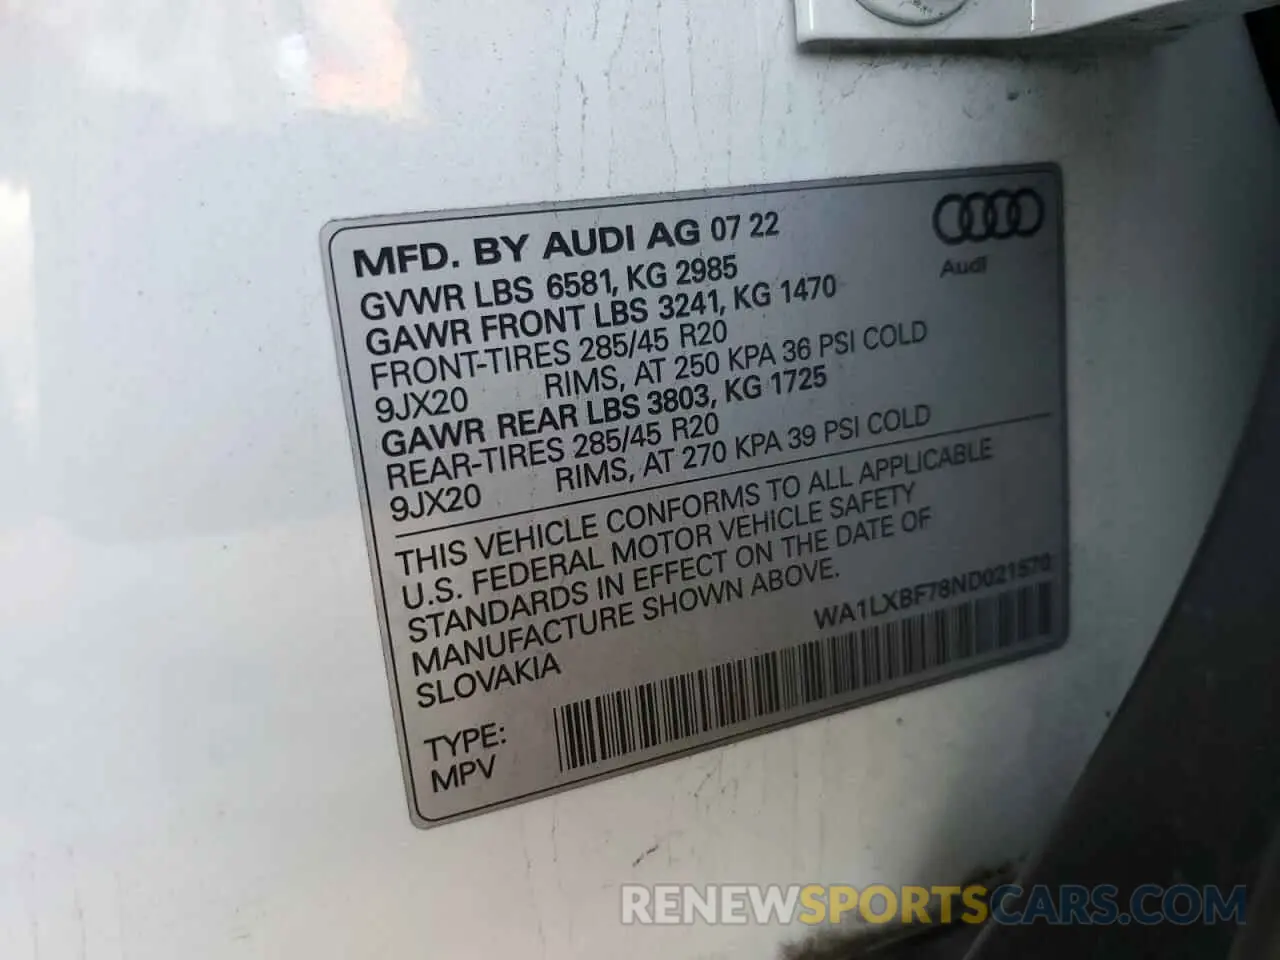 MFD. BY AUDI AG 07 22
Audi
GVWR LBS 6581, KG 2985
GAWR FRONT LBS 3241, KG 1470
FRONT-TIRES 285/45 R20
9JX20 RIMS, AT 250 KPA 36 PSI COLD
GAWR REAR LBS 3803, KG 1725
REAR-TIRES 285/45 R20
9JX20 RIMS, AT 270 KPA 39 PSI COLD
THIS VEHICLE CONFORMS TO ALL APPLICABLE
U.S. FEDERAL MOTOR VEHICLE SAFETY
STANDARDS IN EFFECT ON THE DATE OF
MANUFACTURE SHOWN ABOVE.
SLOVAKIA
WA1LXBF78ND021570
TYPE:
MPV
RENEWSPORTSCARS.COM